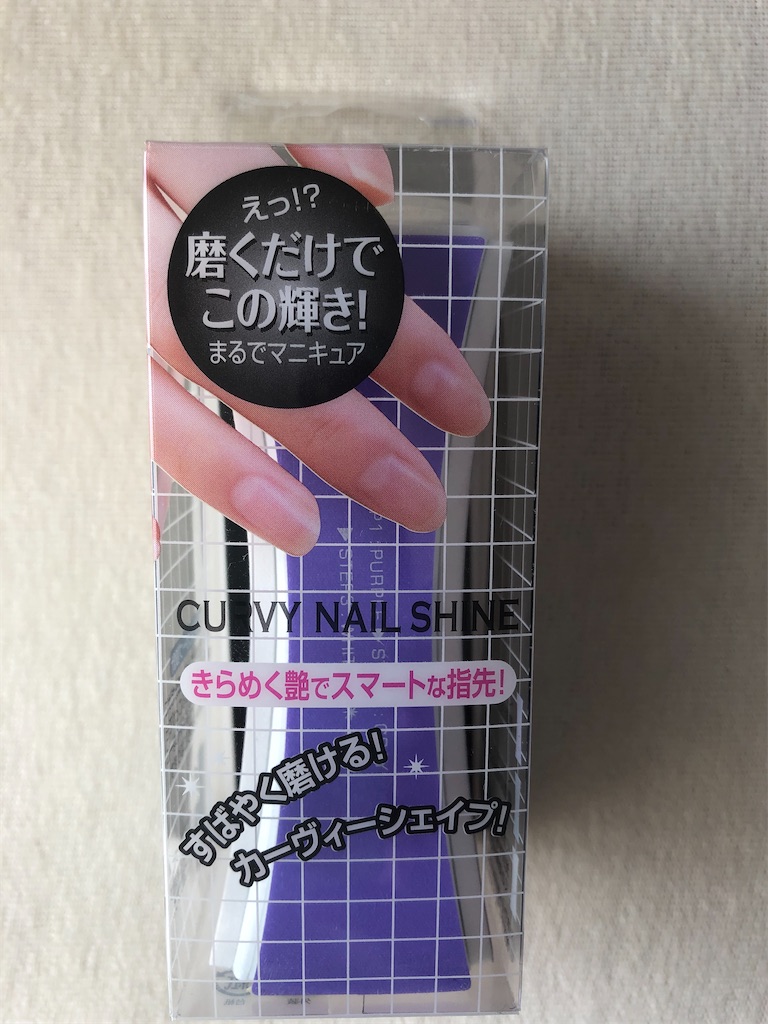 えっ!?
磨くだけで
この輝き!
まるでマニキュア
CURVY NAIL SHINE
きらめく艶でスマートな指先!
すばやく磨ける!
カーヴィーシェイプ!